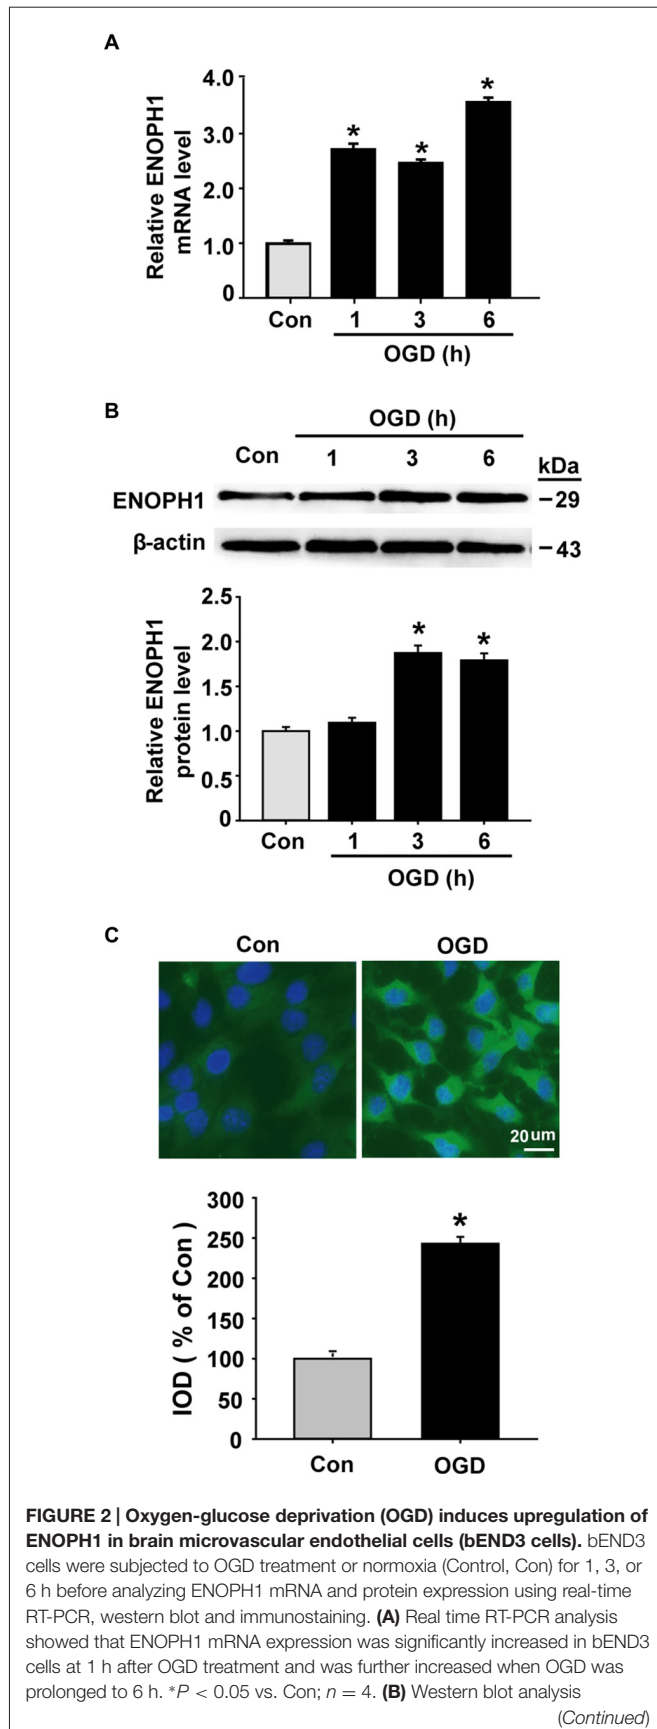 A
Relative ENOPH1
mRNA level
4.0
3.0
2.0
1.0
0
*
*
*
Con 1 3 6
OGD (h)
B
OGD (h)
Con 1 3 6
kDa
ENOPH1
29
β-actin
43
Relative ENOPH1
protein level
2.5
2.0
1.5
1.0
0.5
0
*
*
Con 1 3 6
OGD (h)
C
Con OGD
20 um
IOD ( % of Con )
300
250
200
150
100
50
0
*
Con OGD
FIGURE 2 | Oxygen-glucose deprivation (OGD) induces upregulation of
ENOPH1 in brain microvascular endothelial cells (bEND3 cells). bEND3
cells were subjected to OGD treatment or normoxia (Control, Con) for 1, 3, or
6 h before analyzing ENOPH1 mRNA and protein expression using real-time
RT-PCR, western blot and immunostaining. (A) Real time RT-PCR analysis
showed that ENOPH1 mRNA expression was significantly increased in bEND3
cells at 1 h after OGD treatment and was further increased when OGD was
prolonged to 6 h. *P < 0.05 vs. Con; n = 4. (B) Western blot analysis
(Continued)